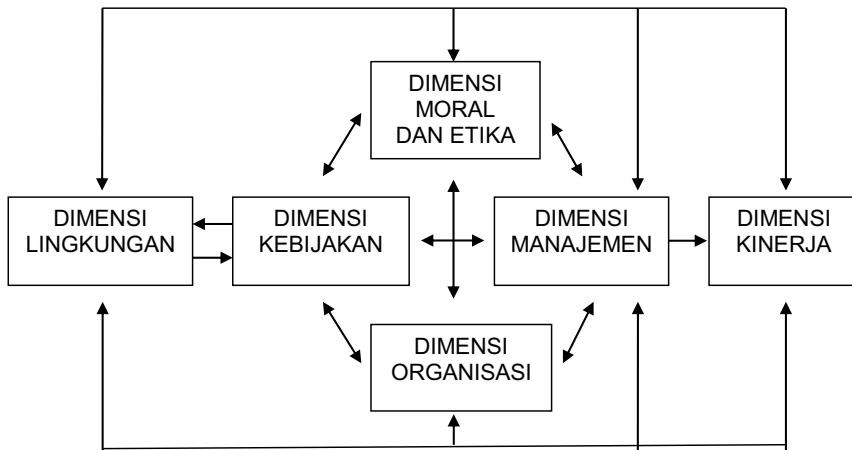 DIMENSI
MORAL
DAN ETIKA
DIMENSI
LINGKUNGAN
DIMENSI
KEBIJAKAN
DIMENSI
MANAJEMEN
DIMENSI
KINERJA
DIMENSI
ORGANISASI